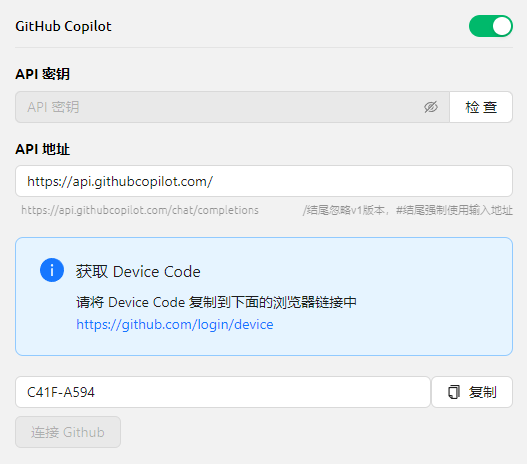 GitHub Copilot
API 密钥
API 密钥
检 查
API 地址
https://api.githubcopilot.com/
https://api.githubcopilot.com/chat/completions
/结尾忽略v1版本，#结尾强制使用输入地址
获取 Device Code
请将 Device Code 复制到下面的浏览器链接中
https://github.com/login/device
C41F-A594
复制
连接 Github